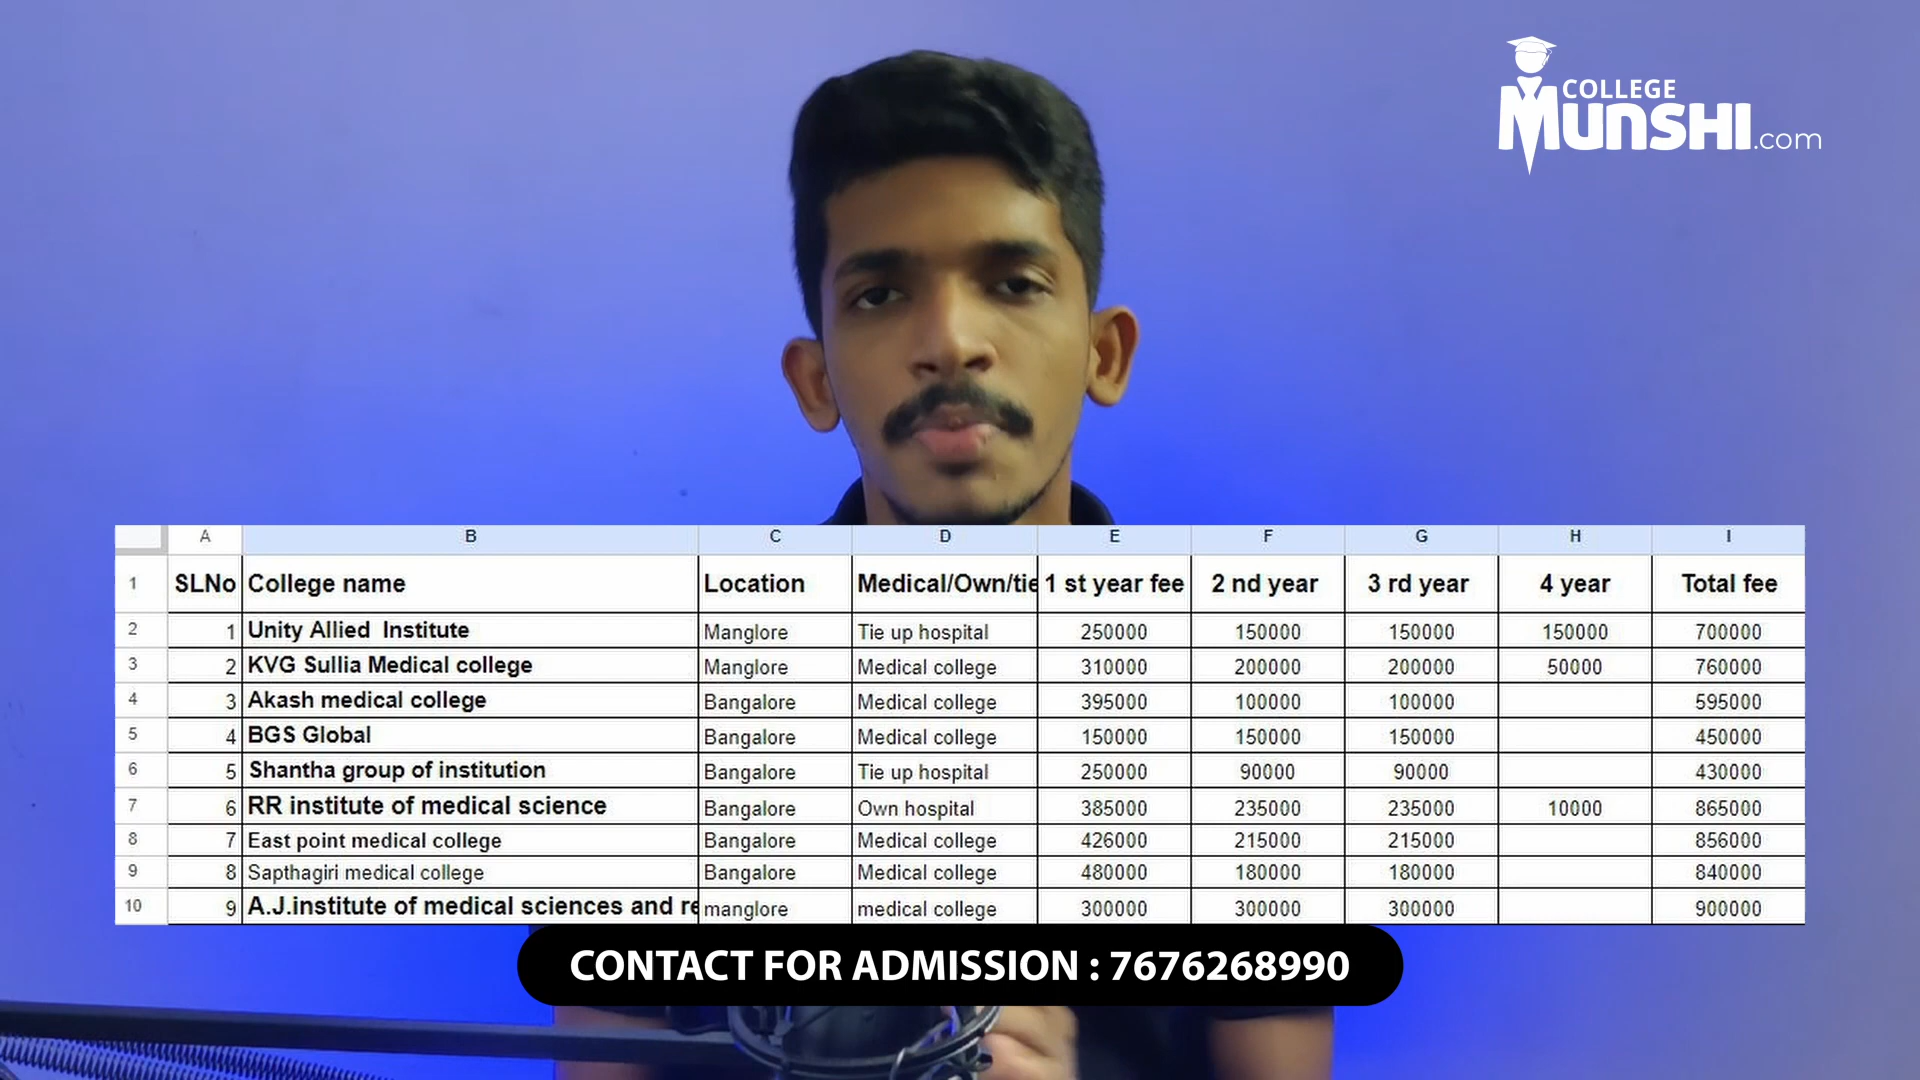 COLLEGE
MUNSHI.com
A B C D E F G H I
1 SLNo College name Location Medical/Own/tie 1 st year fee 2 nd year 3 rd year 4 year Total fee
2 1 Unity Allied Institute Manglore Tie up hospital 250000 150000 150000 150000 700000
3 2 KVG Sullia Medical college Manglore Medical college 310000 200000 200000 50000 760000
4 3 Akash medical college Bangalore Medical college 395000 100000 100000 595000
5 4 BGS Global Bangalore Medical college 150000 150000 150000 450000
6 5 Shantha group of institution Bangalore Tie up hospital 250000 90000 90000 430000
7 6 RR institute of medical science Bangalore Own hospital 385000 235000 235000 10000 865000
8 7 East point medical college Bangalore Medical college 426000 215000 215000 856000
9 8 Sapthagiri medical college Bangalore Medical college 480000 180000 180000 840000
10 9 A.J.institute of medical sciences and re manglore medical college 300000 300000 300000 900000
CONTACT FOR ADMISSION : 7676268990